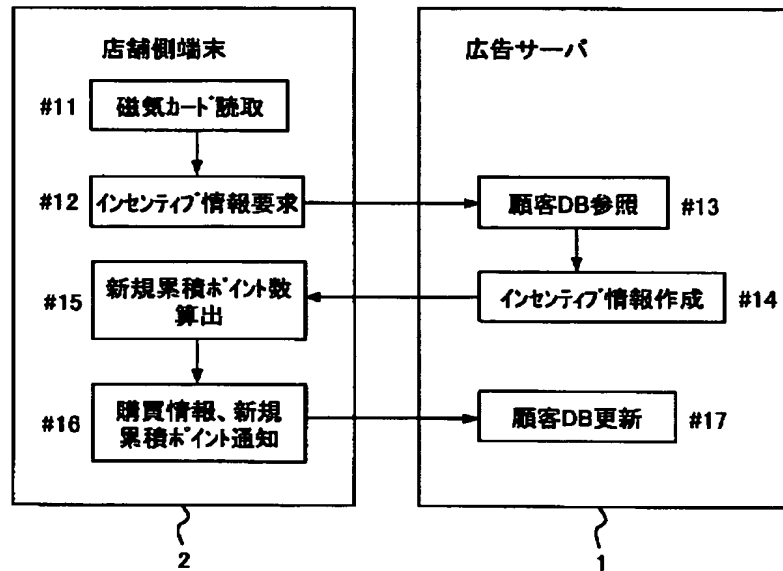 店舗側端末
広告サーバ
#11
磁気カード読取
#12
インセンティブ情報要求
顧客DB参照
#13
#15
新規累積ポイント数
算出
インセンティブ情報作成
#14
#16
購買情報、新規
累積ポイント通知
顧客DB更新
#17
2
1